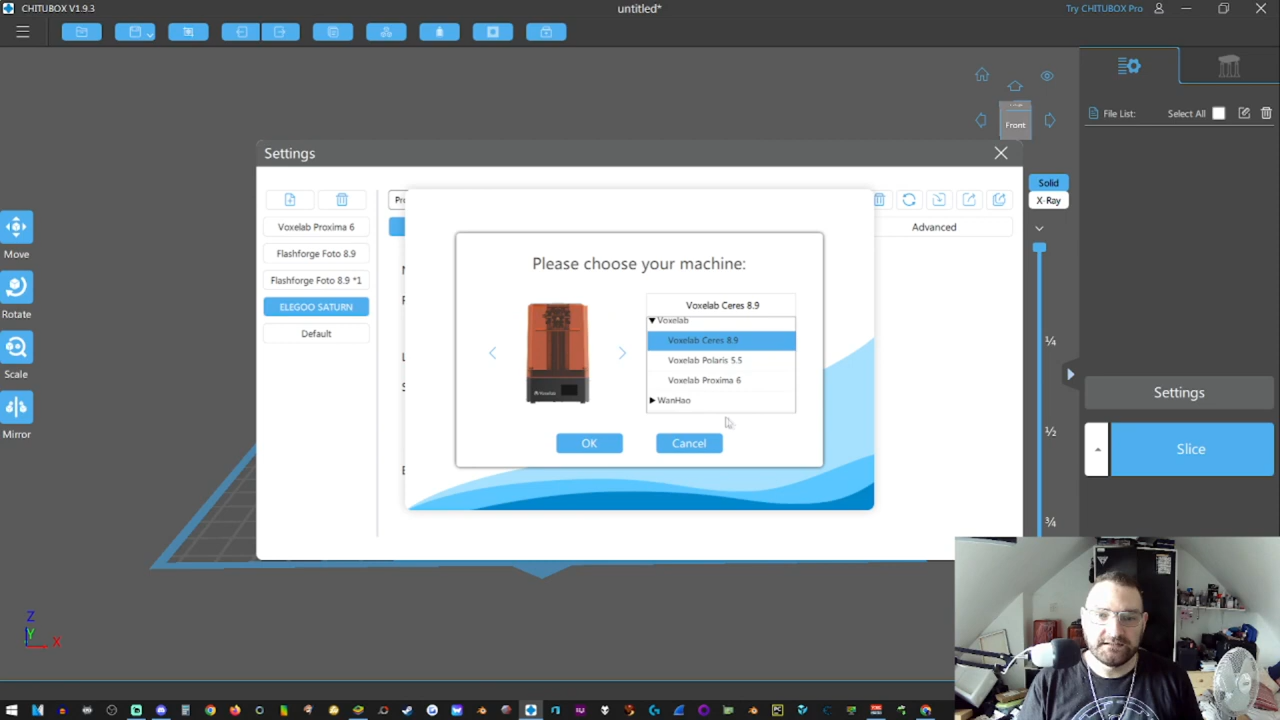 CHITUBOX V1.9.3
untitled*
Try CHITUBOX Pro
File List:
Select All
Front
Settings
Solid
X-Ray
Voxelab Proxima 6
Flashforge Foto 8.9
Flashforge Foto 8.9 *1
ELEGOO SATURN
Default
Advanced
Move
Rotate
Scale
Mirror
Please choose your machine:
Voxelab Ceres 8.9
Voxelab
Voxelab Ceres 8.9
Voxelab Polaris 5.5
Voxelab Proxima 6
WanHao
OK
Cancel
1/4
1/2
3/4
Settings
Slice
Z
Y
X